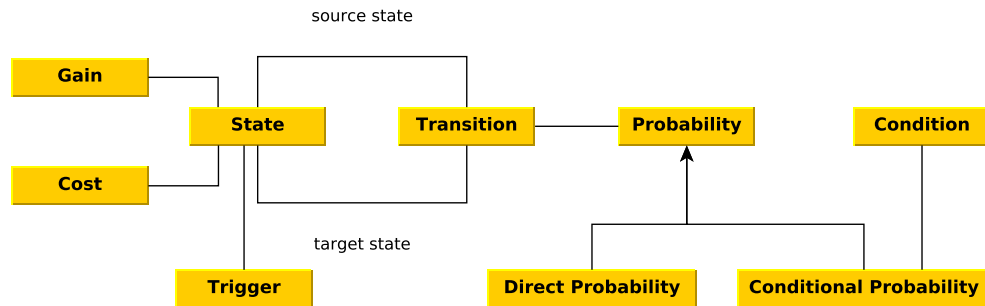 source state
Gain
State
Transition
Probability
Condition
Cost
target state
Trigger
Direct Probability
Conditional Probability